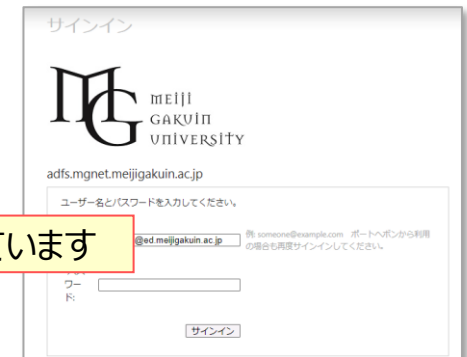 サインイン
MG
MEIJI
GAKUIN
UNIVERSITY
adfs.mgnet.meijigakuin.ac.jp
ユーザー名とパスワードを入力してください。
@ed.meijigakuin.ac.jp
例: someone@example.com ポートヘボンから利用
の場合も再度サインインしてください。
ています
ワー
ド:
サインイン